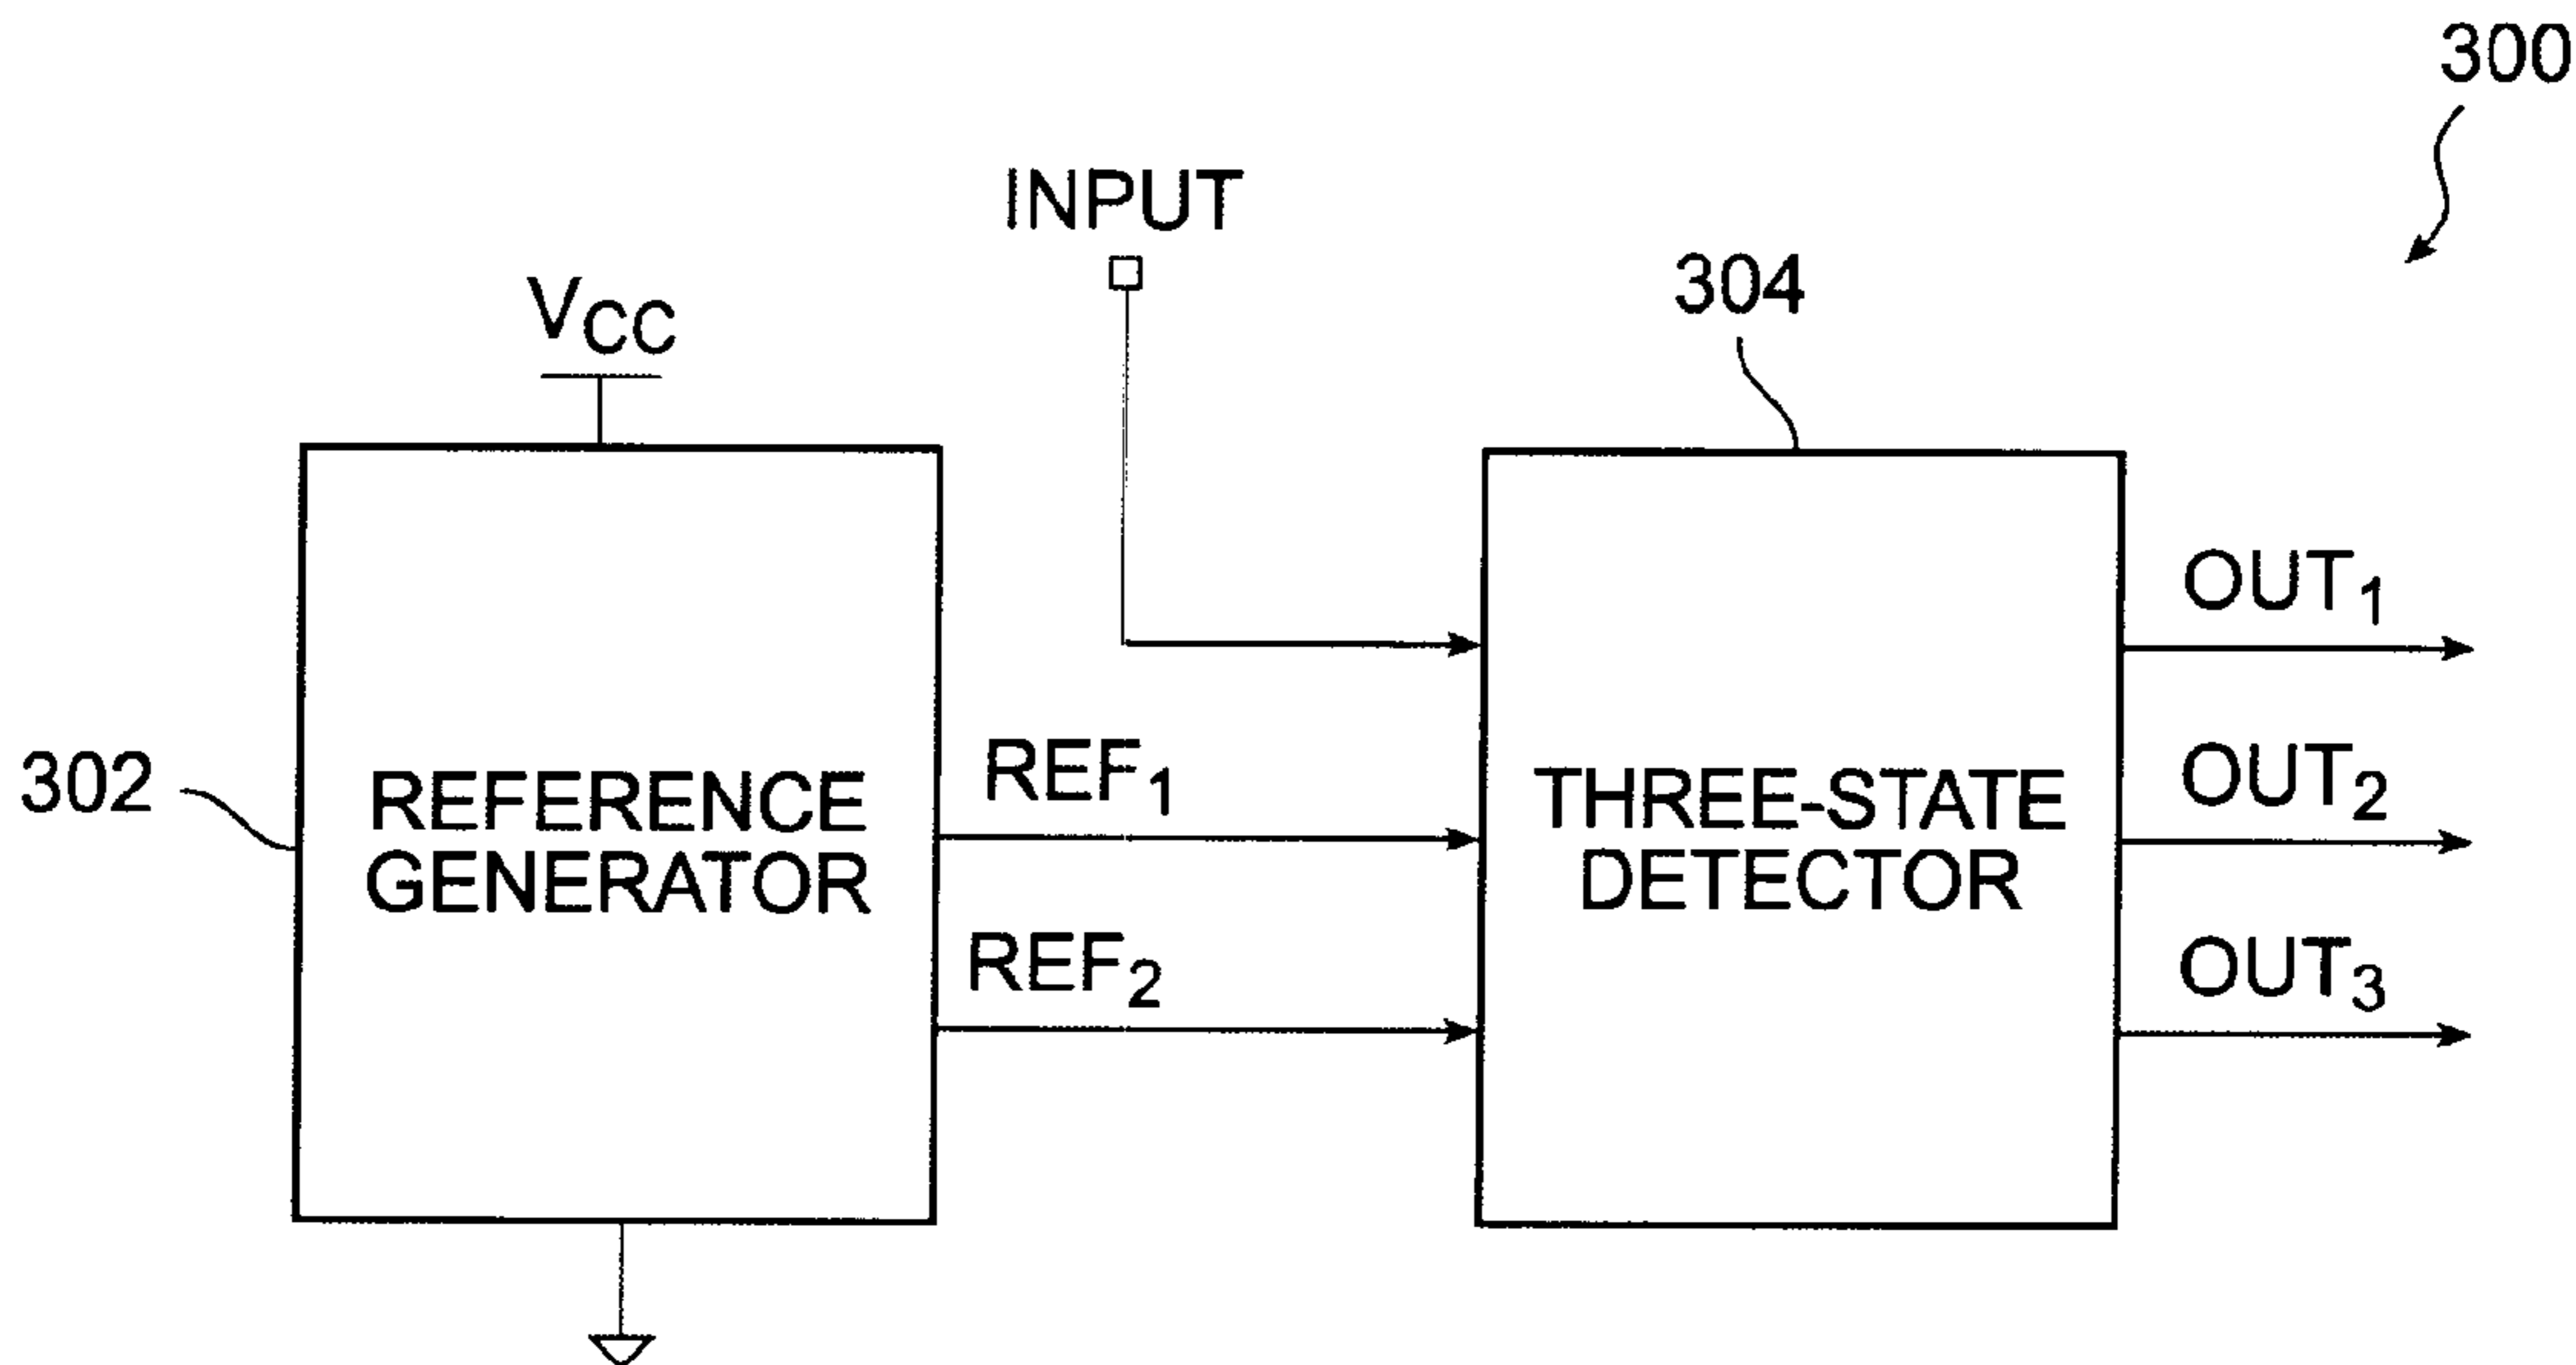 300
INPUT
304
VCC
OUT1
302
REFERENCE
GENERATOR
REF1
REF2
THREE-STATE
DETECTOR
OUT2
OUT3